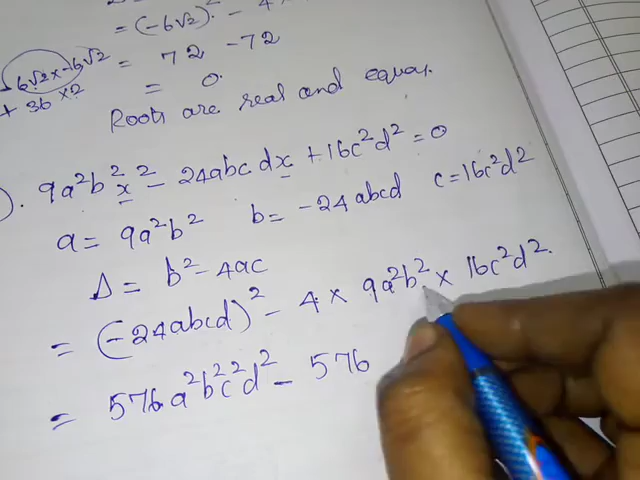 = (-6√2)² - 4
6√2 x -6√2 = 72 - 72
+ 36 x 2 = 0.
Roots are real and equal.
). 9a²b²x² - 24abcdx + 16c²d² = 0
a = 9a²b² b = -24abcd c = 16c²d²
Δ = b² - 4ac
= (-24abcd)² - 4 x 9a²b² x 16c²d².
= 576a²b²c²d² - 576